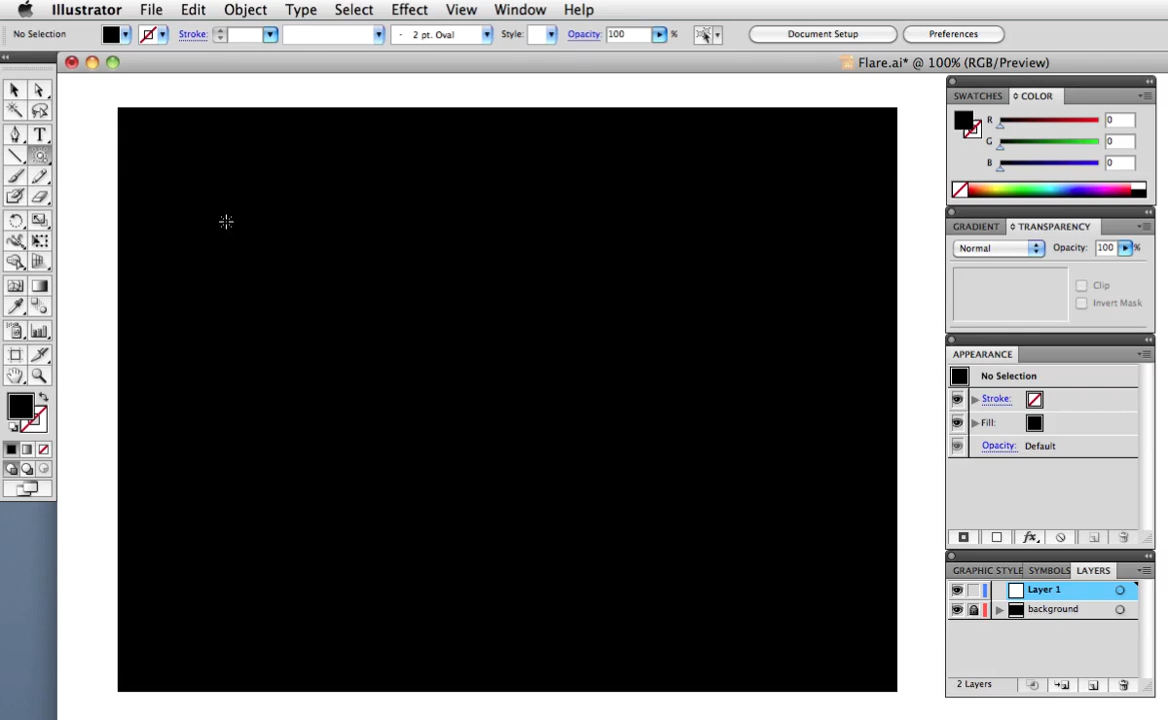 Illustrator File Edit Object Type Select Effect View Window Help
No Selection Stroke: 2 pt. Oval Style: Opacity: 100 % Document Setup Preferences
Flare.ai* @ 100% (RGB/Preview)
SWATCHES COLOR
R 0
G 0
B 0
GRADIENT TRANSPARENCY
Normal Opacity: 100 %
Clip
Invert Mask
APPEARANCE
No Selection
Stroke:
Fill:
Opacity: Default
fx
GRAPHIC STYLE SYMBOLS LAYERS
Layer 1
background
2 Layers